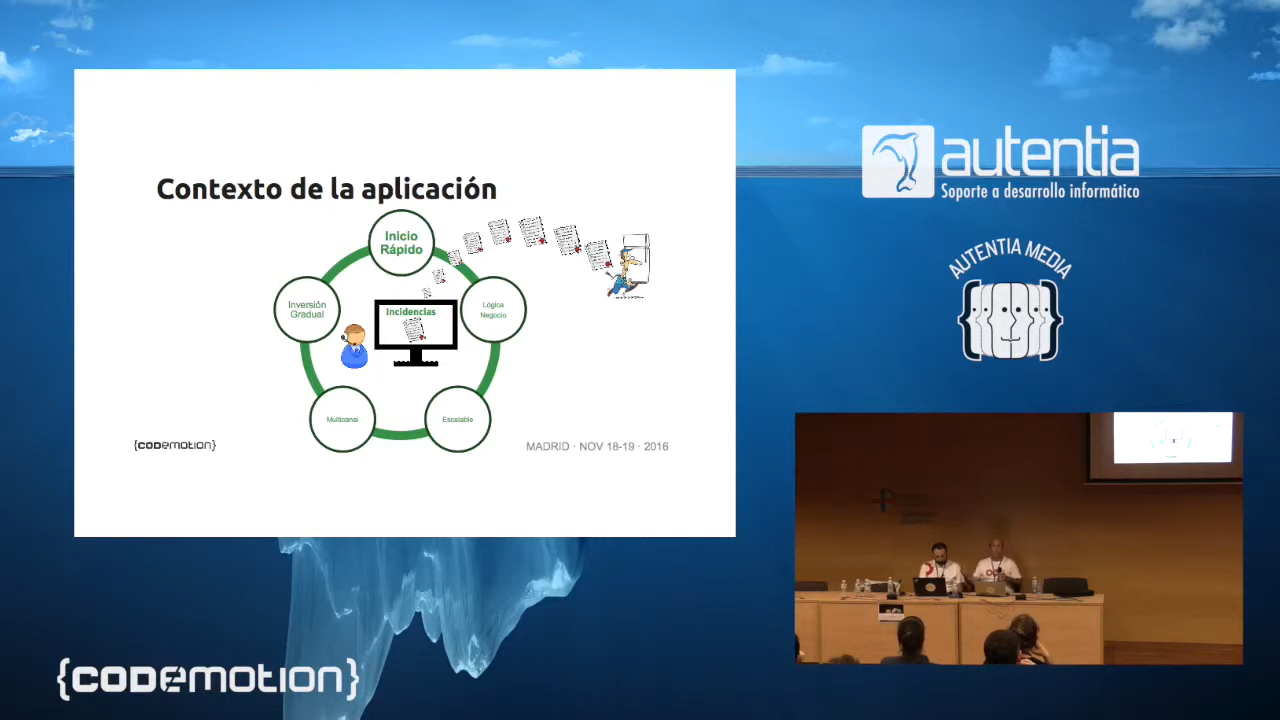 Contexto de la aplicación
Inicio
Rápido
Inversión
Gradual
Incidencias
Lógica
Negocio
Multicanal
Escalable
{CODEMOTION}
MADRID · NOV 18-19 · 2016
autentia
Soporte a desarrollo informático
AUTENTIA MEDIA
{CODEMOTION}